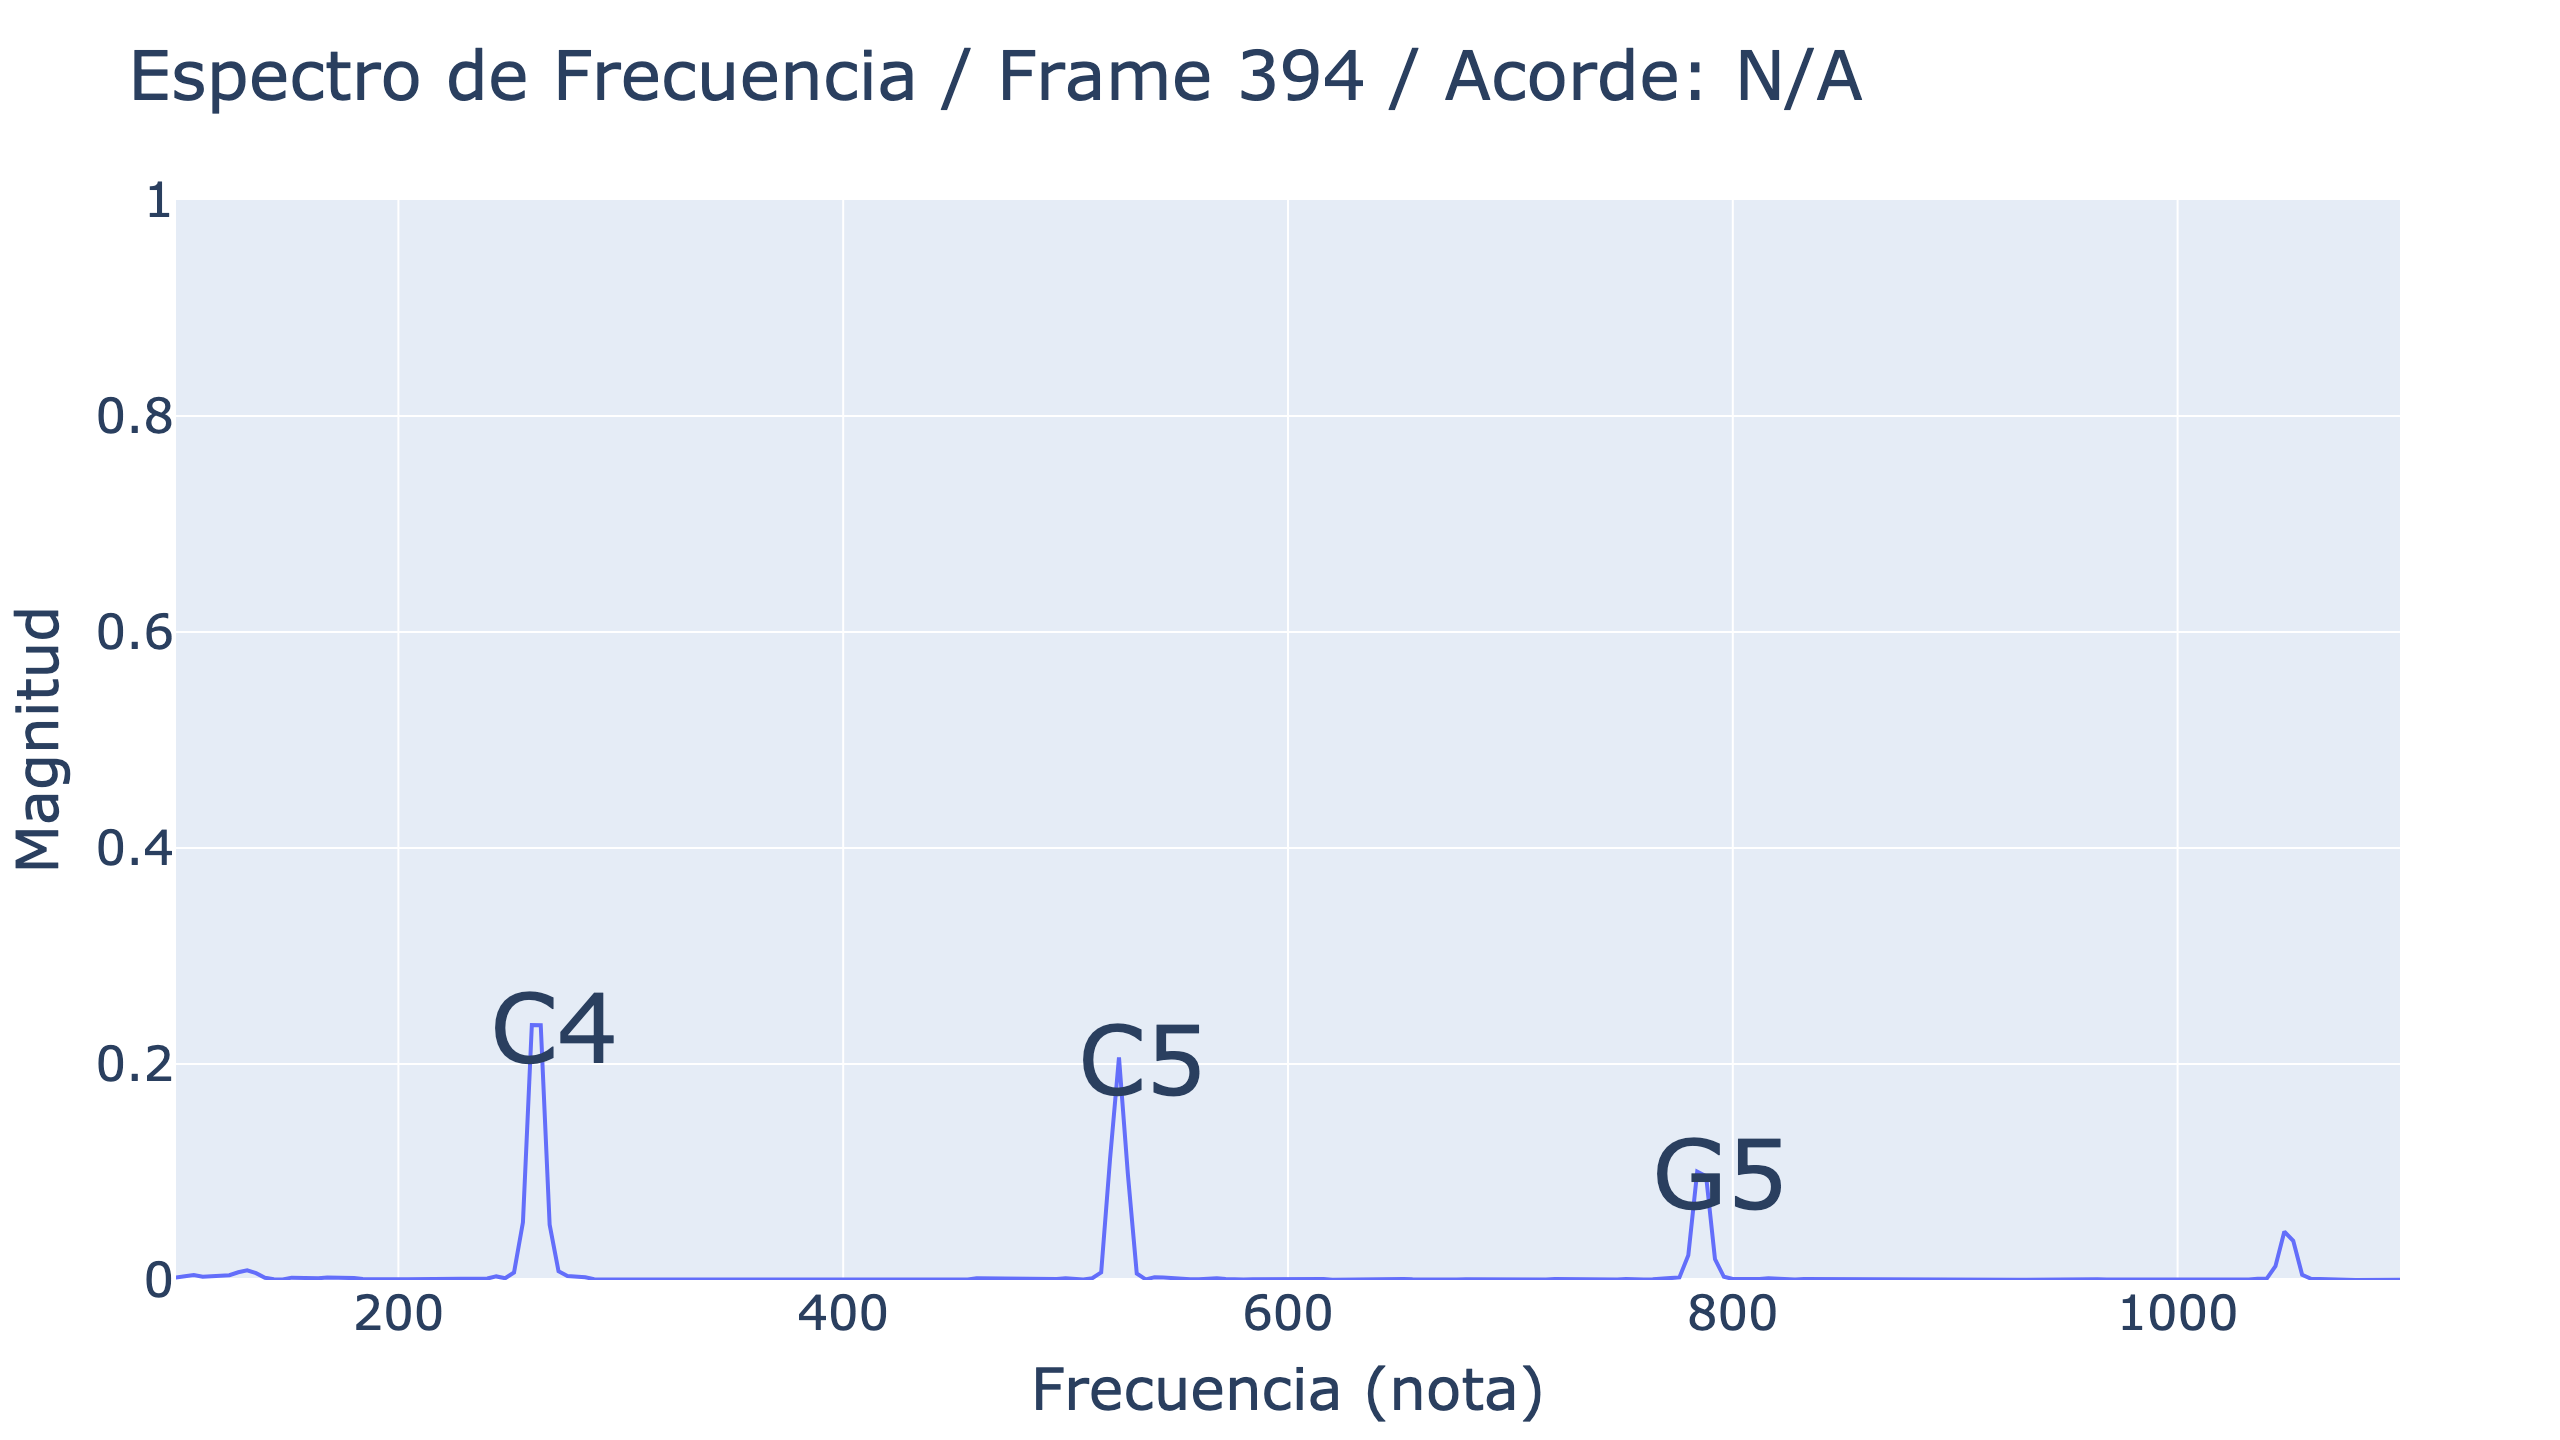 Espectro de Frecuencia / Frame 394 / Acorde: N/A
1
0.8
0.6
0.4
0.2
0
Magnitud
C4
C5
G5
200 400 600 800 1000
Frecuencia (nota)